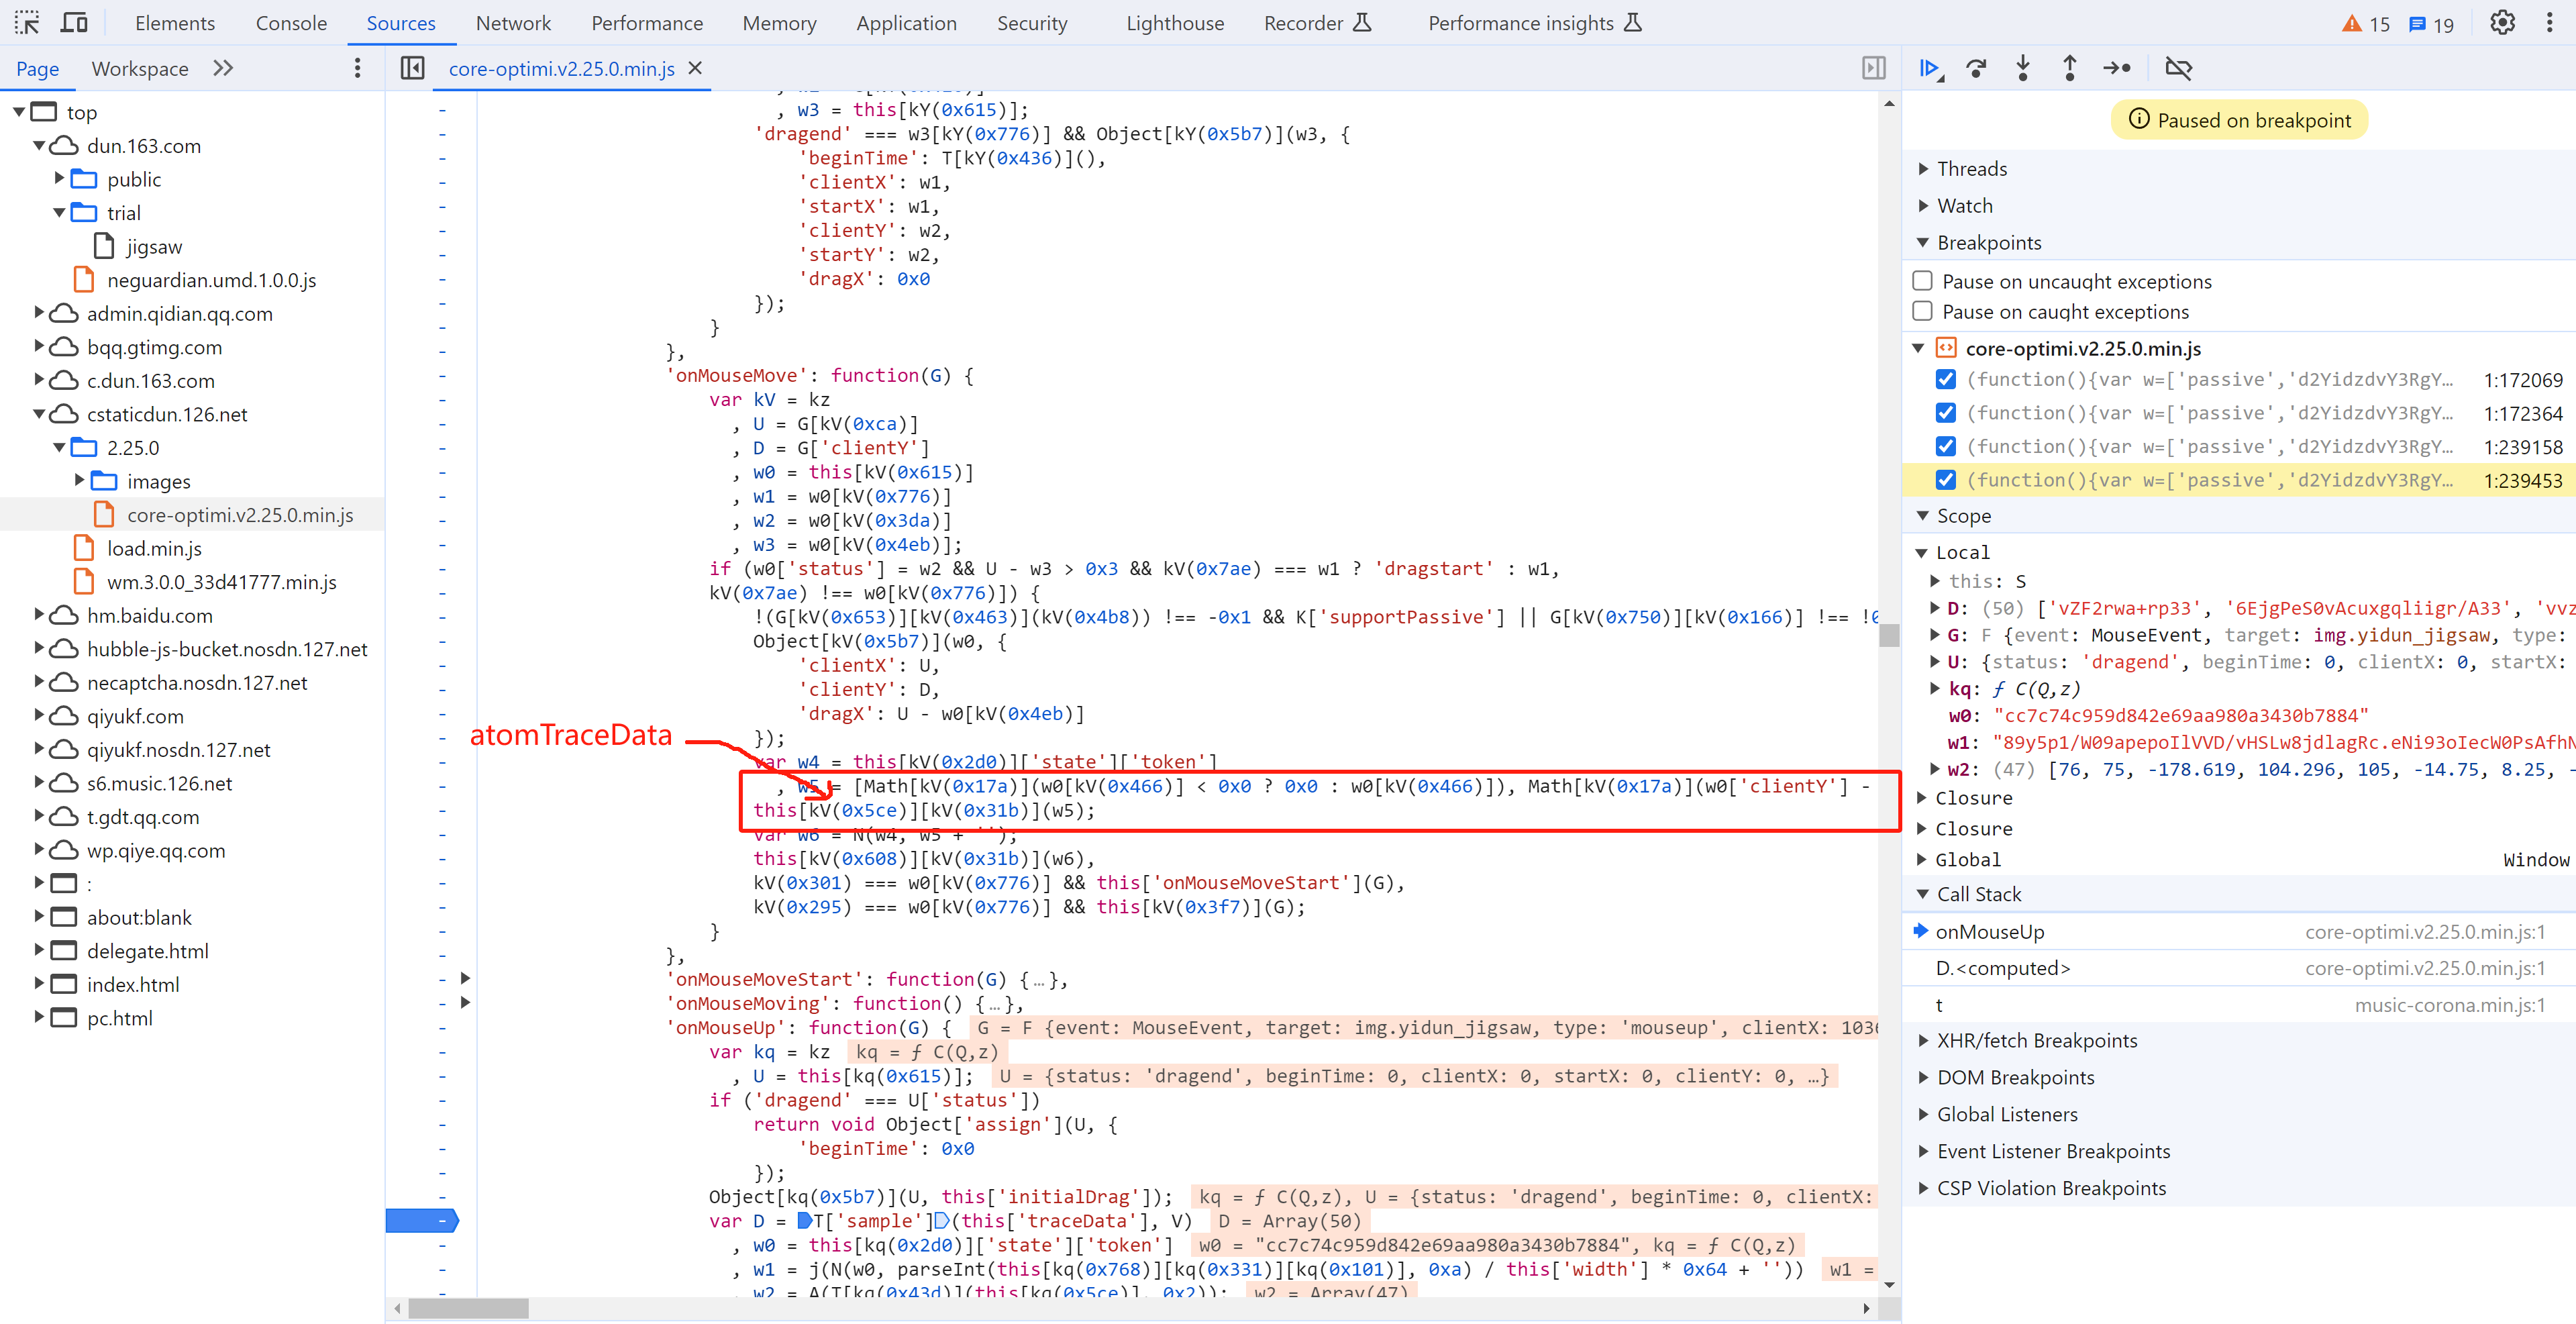 Elements Console Sources Network Performance Memory Application Security Lighthouse Recorder Performance insights 15 19
Page Workspace
top
dun.163.com
public
trial
jigsaw
neguardian.umd.1.0.0.js
admin.qidian.qq.com
bqq.gtimg.com
c.dun.163.com
cstaticdun.126.net
2.25.0
images
core-optimi.v2.25.0.min.js
load.min.js
wm.3.0.0_33d41777.min.js
hm.baidu.com
hubble-js-bucket.nosdn.127.net
necaptcha.nosdn.127.net
qiyukf.com
qiyukf.nosdn.127.net
s6.music.126.net
t.gdt.qq.com
wp.qiye.qq.com
:
about:blank
delegate.html
index.html
pc.html
core-optimi.v2.25.0.min.js
, w3 = this[kY(0x615)];
'dragend' === w3[kY(0x776)] && Object[kY(0x5b7)](w3, {
'beginTime': T[kY(0x436)](),
'clientX': w1,
'startX': w1,
'clientY': w2,
'startY': w2,
'dragX': 0x0
});
}
},
'onMouseMove': function(G) {
var kV = kz
, U = G[kV(0xca)]
, D = G['clientY']
, w0 = this[kV(0x615)]
, w1 = w0[kV(0x776)]
, w2 = w0[kV(0x3da)]
, w3 = w0[kV(0x4eb)];
if (w0['status'] = w2 && U - w3 > 0x3 && kV(0x7ae) === w1 ? 'dragstart' : w1,
kV(0x7ae) !== w0[kV(0x776)]) {
!(G[kV(0x653)][kV(0x463)](kV(0x4b8)) !== -0x1 && K['supportPassive'] || G[kV(0x750)][kV(0x166)] !== !0
Object[kV(0x5b7)](w0, {
'clientX': U,
'clientY': D,
'dragX': U - w0[kV(0x4eb)]
});
atomTraceData
var w4 = this[kV(0x2d0)]['state']['token']
, w5 = [Math[kV(0x17a)](w0[kV(0x466)] < 0x0 ? 0x0 : w0[kV(0x466)]), Math[kV(0x17a)](w0['clientY'] -
this[kV(0x5ce)][kV(0x31b)](w5);
var w6 = N(w4, w5 + '');
this[kV(0x608)][kV(0x31b)](w6),
kV(0x301) === w0[kV(0x776)] && this['onMouseMoveStart'](G),
kV(0x295) === w0[kV(0x776)] && this[kV(0x3f7)](G);
}
},
'onMouseMoveStart': function(G) {…},
'onMouseMoving': function() {…},
'onMouseUp': function(G) { G = F {event: MouseEvent, target: img.yidun_jigsaw, type: 'mouseup', clientX: 1036
var kq = kz kq = ƒ C(Q,z)
, U = this[kq(0x615)]; U = {status: 'dragend', beginTime: 0, clientX: 0, startX: 0, clientY: 0, …}
if ('dragend' === U['status'])
return void Object['assign'](U, {
'beginTime': 0x0
});
Object[kq(0x5b7)](U, this['initialDrag']); kq = ƒ C(Q,z), U = {status: 'dragend', beginTime: 0, clientX:
var D = T['sample'](this['traceData'], V) D = Array(50)
, w0 = this[kq(0x2d0)]['state']['token'] w0 = "cc7c74c959d842e69aa980a3430b7884", kq = ƒ C(Q,z)
, w1 = j(N(w0, parseInt(this[kq(0x768)][kq(0x331)][kq(0x101)], 0xa) / this['width'] * 0x64 + '')) w1 =
, w2 = A(T[kq(0x43d)](this[kq(0x5ce)], 0x2)); w2 = Array(47)
Paused on breakpoint
Threads
Watch
Breakpoints
Pause on uncaught exceptions
Pause on caught exceptions
core-optimi.v2.25.0.min.js
(function(){var w=['passive','d2YidzdvY3RgY… 1:172069
(function(){var w=['passive','d2YidzdvY3RgY… 1:172364
(function(){var w=['passive','d2YidzdvY3RgY… 1:239158
(function(){var w=['passive','d2YidzdvY3RgY… 1:239453
Scope
Local
this: S
D: (50) ['vZF2rwa+rp33', '6EjgPeS0vAcuxgqliigr/A33', 'vvz
G: F {event: MouseEvent, target: img.yidun_jigsaw, type:
U: {status: 'dragend', beginTime: 0, clientX: 0, startX:
kq: ƒ C(Q,z)
w0: "cc7c74c959d842e69aa980a3430b7884"
w1: "89y5p1/W09apepoIlVVD/vHSLw8jdlagRc.eNi93oIecW0PsAfhN
w2: (47) [76, 75, -178.619, 104.296, 105, -14.75, 8.25, -
Closure
Closure
Global Window
Call Stack
onMouseUp core-optimi.v2.25.0.min.js:1
D.<computed> core-optimi.v2.25.0.min.js:1
t music-corona.min.js:1
XHR/fetch Breakpoints
DOM Breakpoints
Global Listeners
Event Listener Breakpoints
CSP Violation Breakpoints